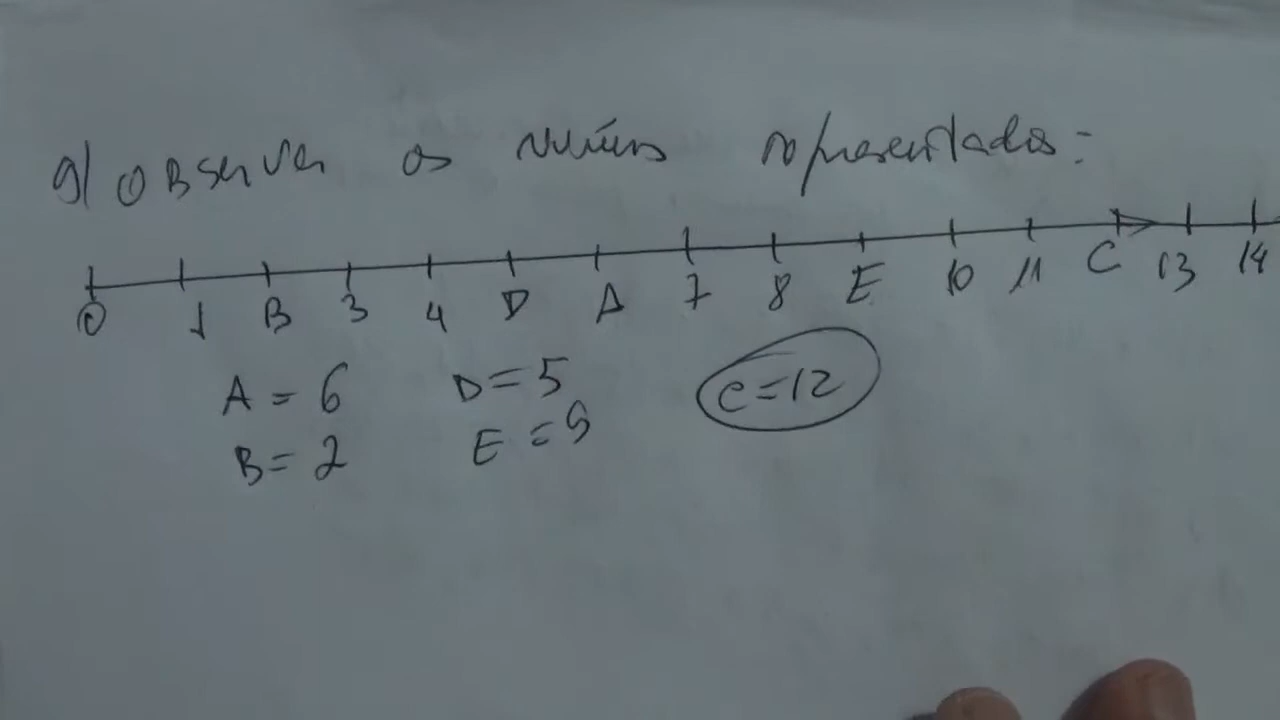 9) Observe os números representados:
0 1 B 3 4 D A 7 8 E 10 11 C 13 14
A = 6 D = 5 C = 12
B = 2 E = 9